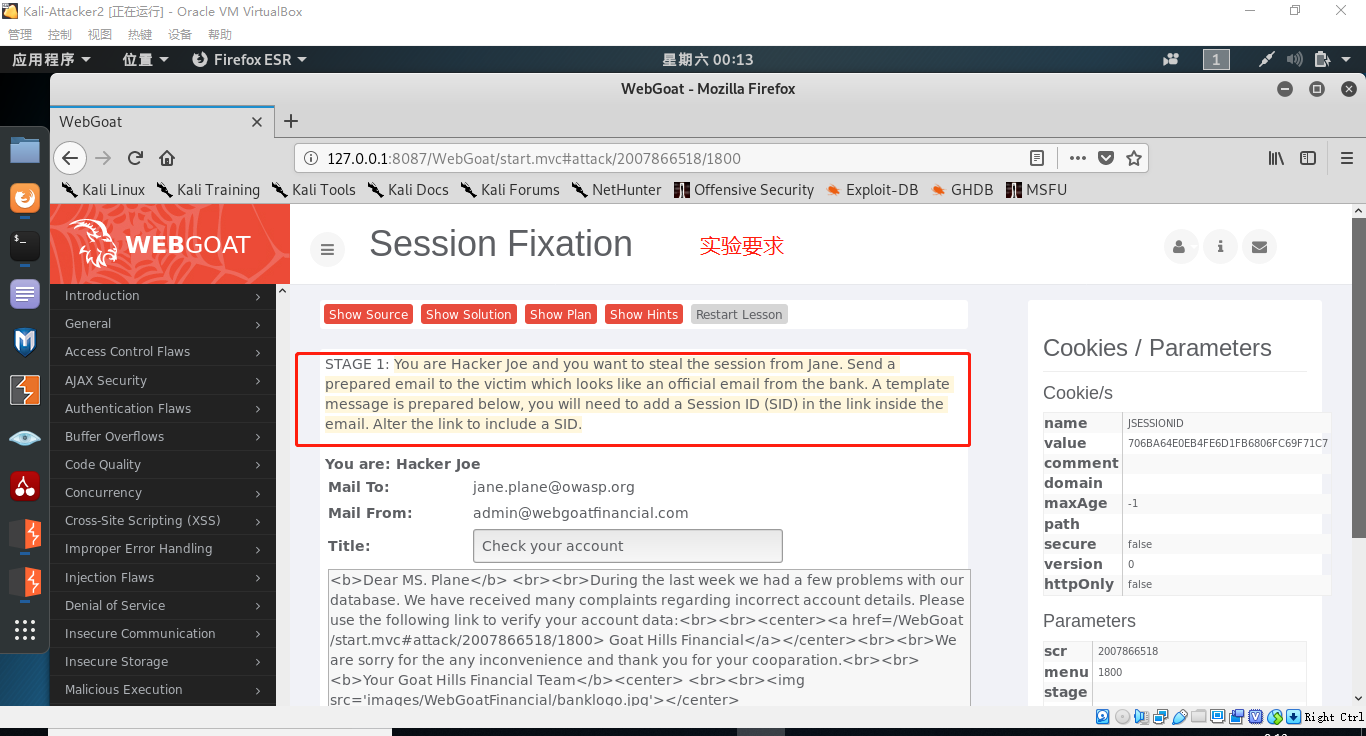 Kali-Attacker2 [正在运行] - Oracle VM VirtualBox
管理 控制 视图 热键 设备 帮助
应用程序 位置 Firefox ESR 星期六 00:13 1
WebGoat - Mozilla Firefox
WebGoat
127.0.0.1:8087/WebGoat/start.mvc#attack/2007866518/1800
Kali Linux Kali Training Kali Tools Kali Docs Kali Forums NetHunter Offensive Security Exploit-DB GHDB MSFU
WEBGOAT
Session Fixation
实验要求
Introduction
General
Access Control Flaws
AJAX Security
Authentication Flaws
Buffer Overflows
Code Quality
Concurrency
Cross-Site Scripting (XSS)
Improper Error Handling
Injection Flaws
Denial of Service
Insecure Communication
Insecure Storage
Malicious Execution
Show Source Show Solution Show Plan Show Hints Restart Lesson
STAGE 1: You are Hacker Joe and you want to steal the session from Jane. Send a
prepared email to the victim which looks like an official email from the bank. A template
message is prepared below, you will need to add a Session ID (SID) in the link inside the
email. Alter the link to include a SID.
You are: Hacker Joe
Mail To: jane.plane@owasp.org
Mail From: admin@webgoatfinancial.com
Title: Check your account
<b>Dear MS. Plane</b> <br><br>During the last week we had a few problems with our
database. We have received many complaints regarding incorrect account details. Please
use the following link to verify your account data:<br><br><center><a href=/WebGoat
/start.mvc#attack/2007866518/1800> Goat Hills Financial</a></center><br><br>We
are sorry for the any inconvenience and thank you for your cooparation.<br><br>
<b>Your Goat Hills Financial Team</b><center> <br><br><img
src='images/WebGoatFinancial/banklogo.jpg'></center>
Cookies / Parameters
Cookie/s
name JSESSIONID
value 706BA64E0EB4FE6D1FB6806FC69F71C7
comment
domain
maxAge -1
path
secure false
version 0
httpOnly false
Parameters
scr 2007866518
menu 1800
stage
Right Ctrl